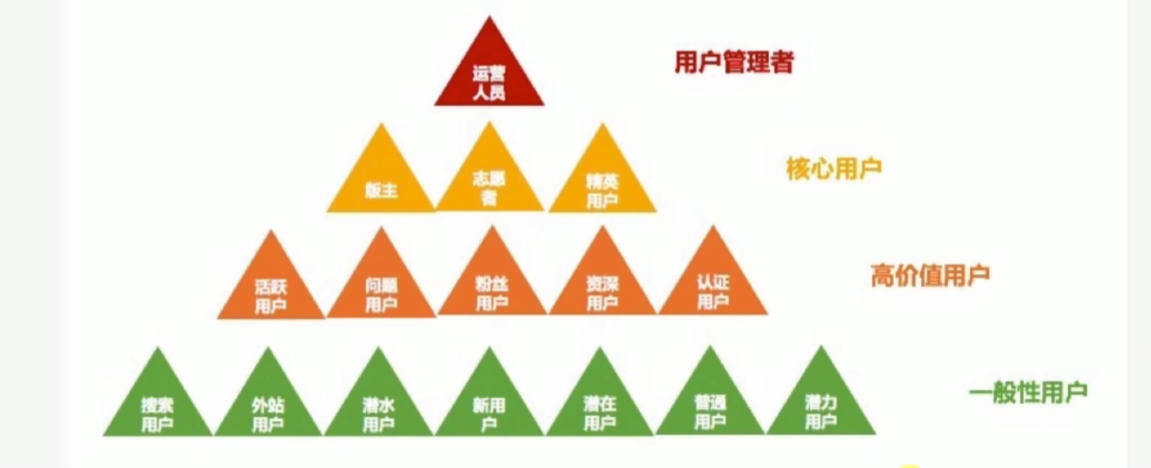 运营
人员
用户管理者
版主
志愿
者
精英
用户
核心用户
活跃
用户
问题
用户
粉丝
用户
资深
用户
认证
用户
高价值用户
搜索
用户
外站
用户
潜水
用户
新用
户
潜在
用户
普通
用户
潜力
用户
一般性用户